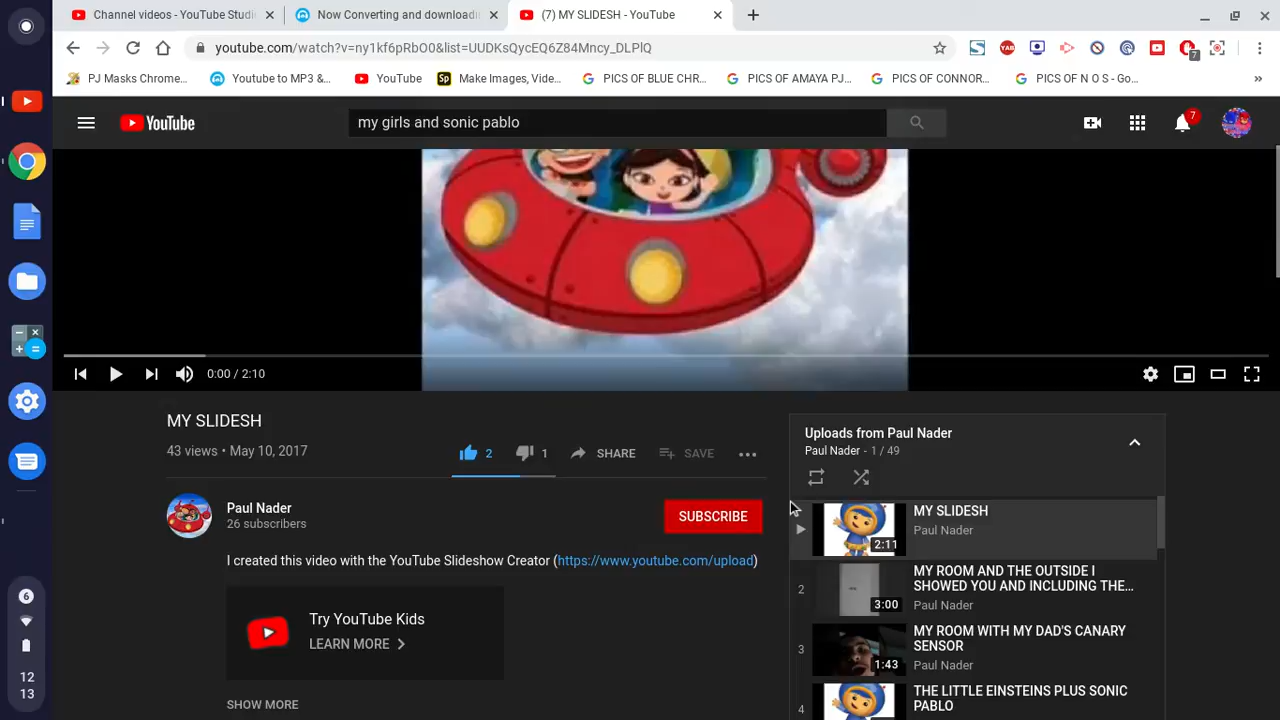 Channel videos - YouTube Studi
Now Converting and downloadi
(7) MY SLIDESH - YouTube
youtube.com/watch?v=ny1kf6pRbO0&list=UUDKsQycEQ6Z84Mncy_DLPlQ
YAB
7
PJ Masks Chrome...
Youtube to MP3 &...
YouTube
Sp
Make Images, Vide...
PICS OF BLUE CHR...
PICS OF AMAYA PJ...
PICS OF CONNOR...
PICS OF N O S - Go...
»
YouTube
my girls and sonic pablo
7
0:00 / 2:10
MY SLIDESH
43 views • May 10, 2017
2
1
SHARE
SAVE
Paul Nader
26 subscribers
SUBSCRIBE
I created this video with the YouTube Slideshow Creator (https://www.youtube.com/upload)
Try YouTube Kids
LEARN MORE
SHOW MORE
Uploads from Paul Nader
Paul Nader - 1 / 49
2:11
MY SLIDESH
Paul Nader
2
3:00
MY ROOM AND THE OUTSIDE I
SHOWED YOU AND INCLUDING THE...
Paul Nader
3
1:43
MY ROOM WITH MY DAD'S CANARY
SENSOR
Paul Nader
4
THE LITTLE EINSTEINS PLUS SONIC
PABLO
6
12
13